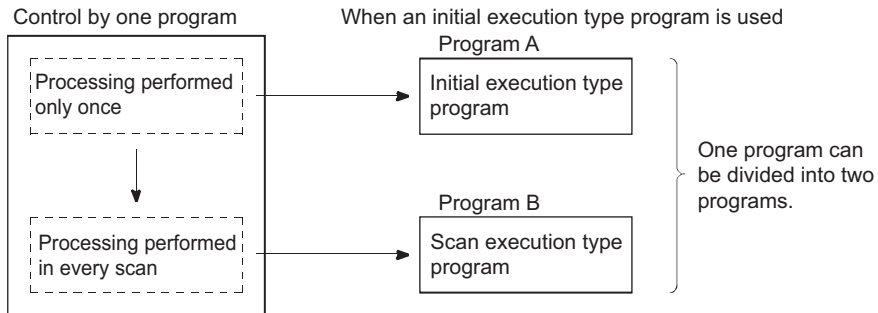 Control by one program
When an initial execution type program is used
Program A
Processing performed
only once
Initial execution type
program
One program can
be divided into two
programs.
Program B
Processing performed
in every scan
Scan execution type
program